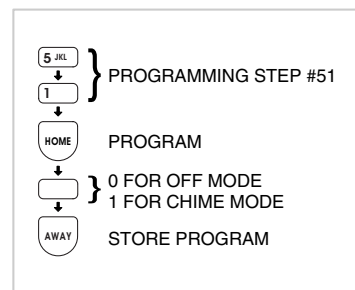 5 JKL
1
PROGRAMMING STEP #51
HOME
PROGRAM
0 FOR OFF MODE
1 FOR CHIME MODE
AWAY
STORE PROGRAM